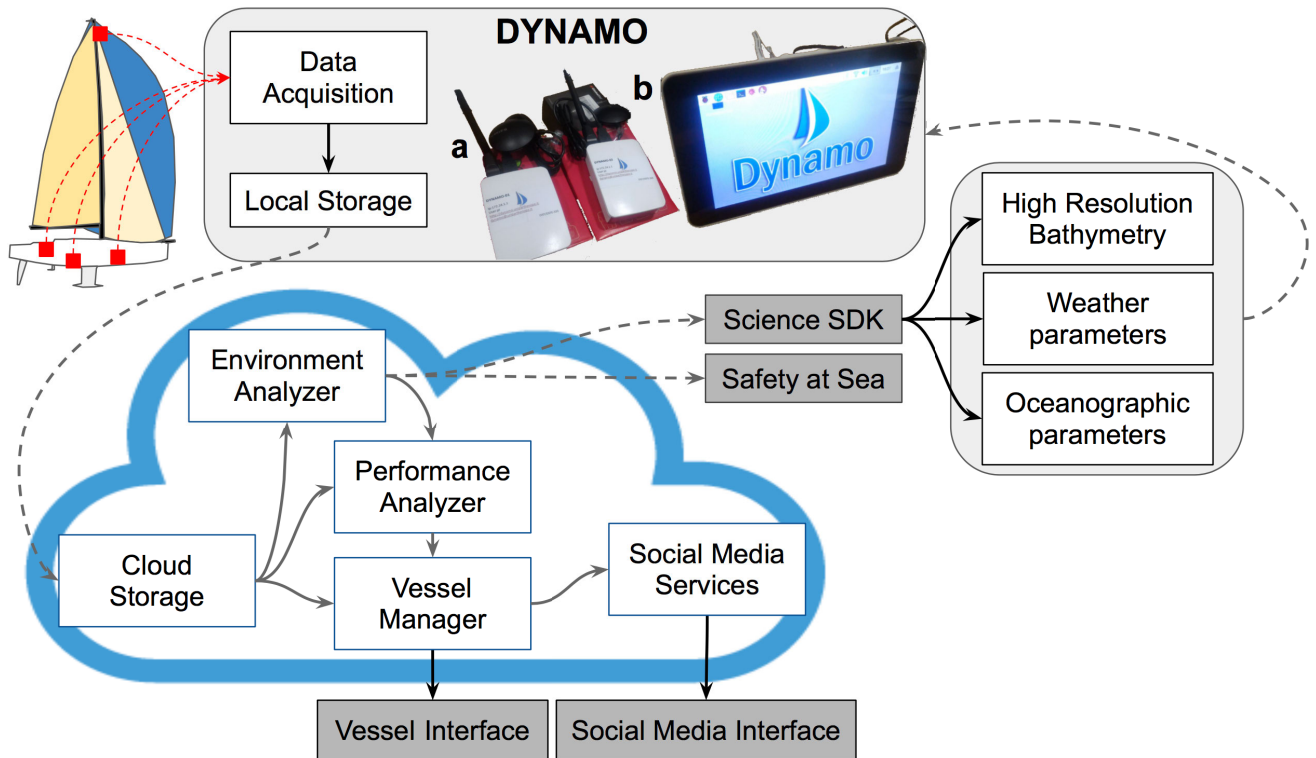 DYNAMO
Data
Acquisition
Local Storage
a
b
Dynamo
High Resolution
Bathymetry
Weather
parameters
Oceanographic
parameters
Science SDK
Safety at Sea
Environment
Analyzer
Performance
Analyzer
Cloud
Storage
Vessel
Manager
Social Media
Services
Vessel Interface
Social Media Interface